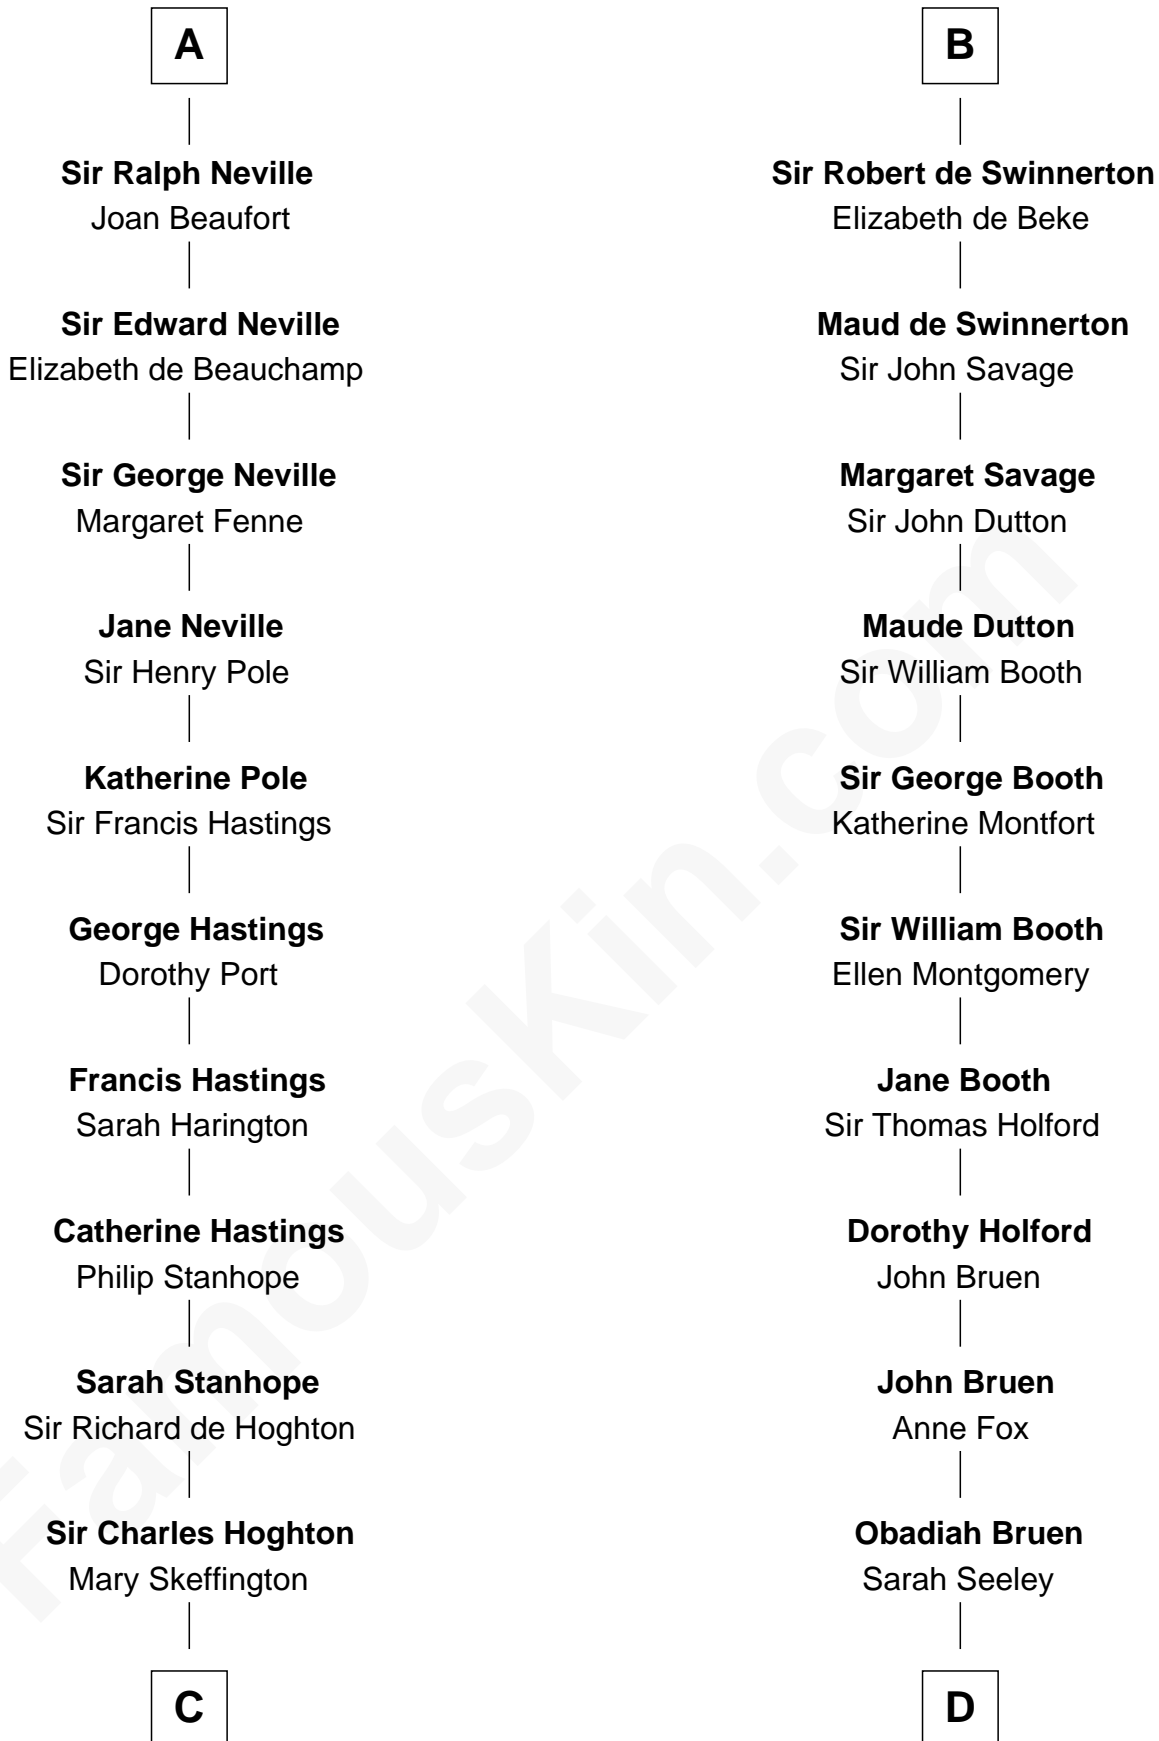 A
Sir Ralph Neville
Joan Beaufort
Sir Edward Neville
Elizabeth de Beauchamp
Sir George Neville
Margaret Fenne
Jane Neville
Sir Henry Pole
Katherine Pole
Sir Francis Hastings
George Hastings
Dorothy Port
Francis Hastings
Sarah Harington
Catherine Hastings
Philip Stanhope
Sarah Stanhope
Sir Richard de Hoghton
Sir Charles Hoghton
Mary Skeffington
C
B
Sir Robert de Swinnerton
Elizabeth de Beke
Maud de Swinnerton
Sir John Savage
Margaret Savage
Sir John Dutton
Maude Dutton
Sir William Booth
Sir George Booth
Katherine Montfort
Sir William Booth
Ellen Montgomery
Jane Booth
Sir Thomas Holford
Dorothy Holford
John Bruen
John Bruen
Anne Fox
Obadiah Bruen
Sarah Seeley
D
FamousKin.com